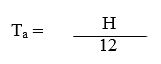 Tₐ = H
12